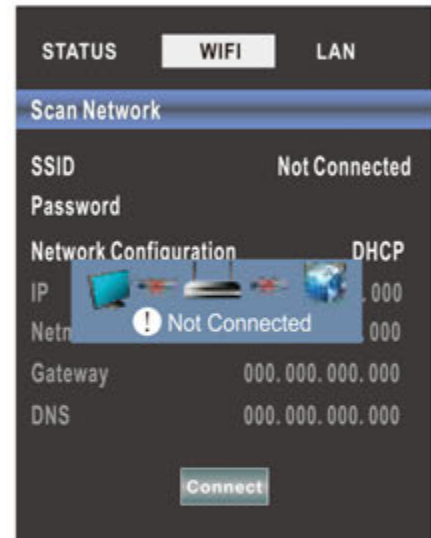 STATUS WIFI LAN
Scan Network
SSID Not Connected
Password
Network Configuration DHCP
IP .000
! Not Connected
Netn 000
Gateway 000.000.000.000
DNS 000.000.000.000
Connect